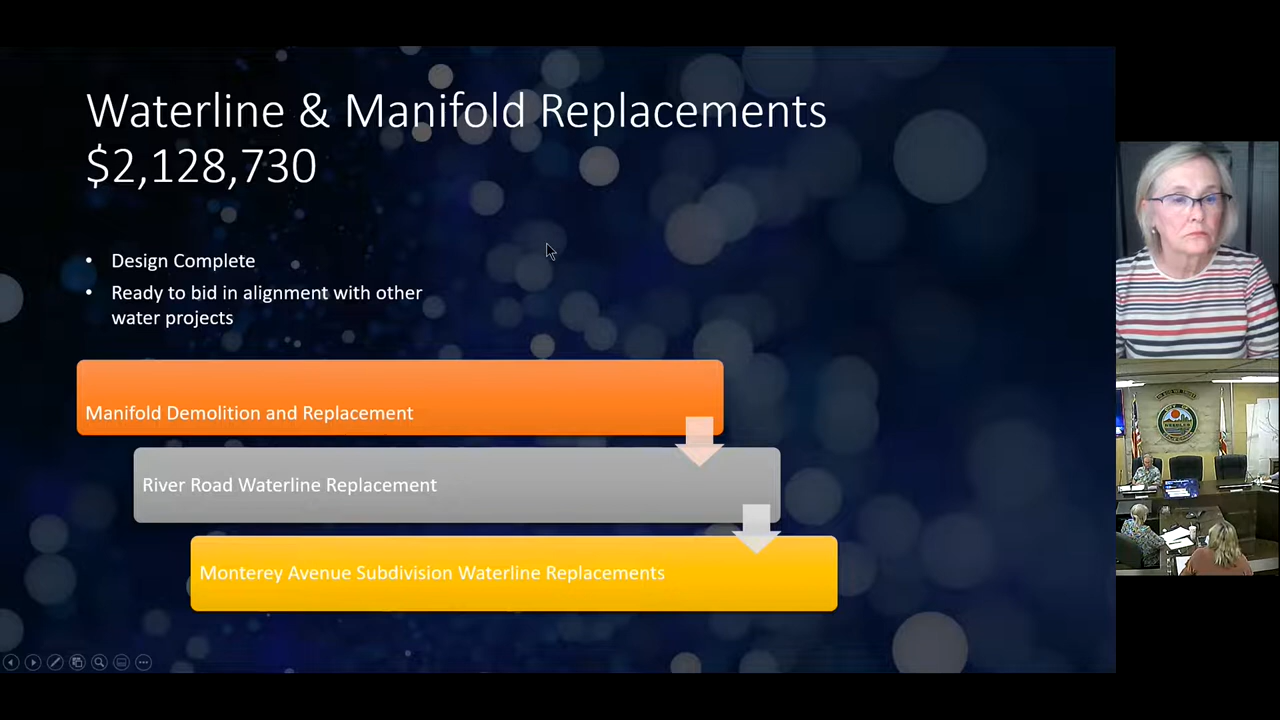 Waterline & Manifold Replacements
$2,128,730
• Design Complete
• Ready to bid in alignment with other
water projects
Manifold Demolition and Replacement
River Road Waterline Replacement
Monterey Avenue Subdivision Waterline Replacements
NEEDLES